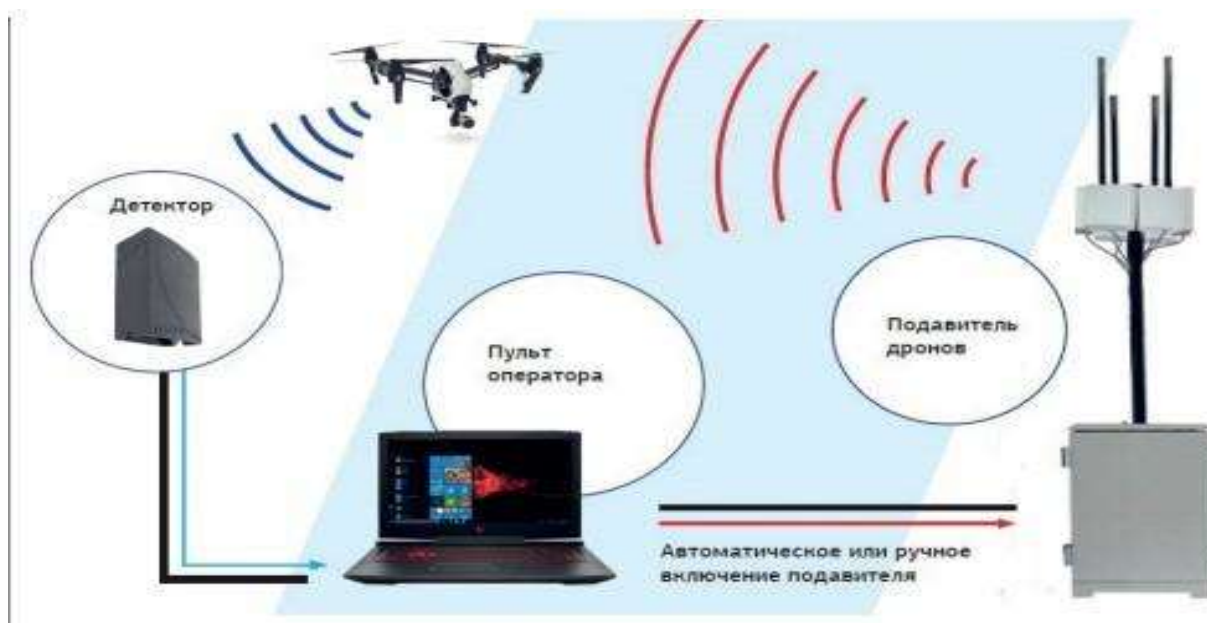 Детектор
Пульт
оператора
Подавитель
дронов
Автоматическое или ручное
включение подавителя